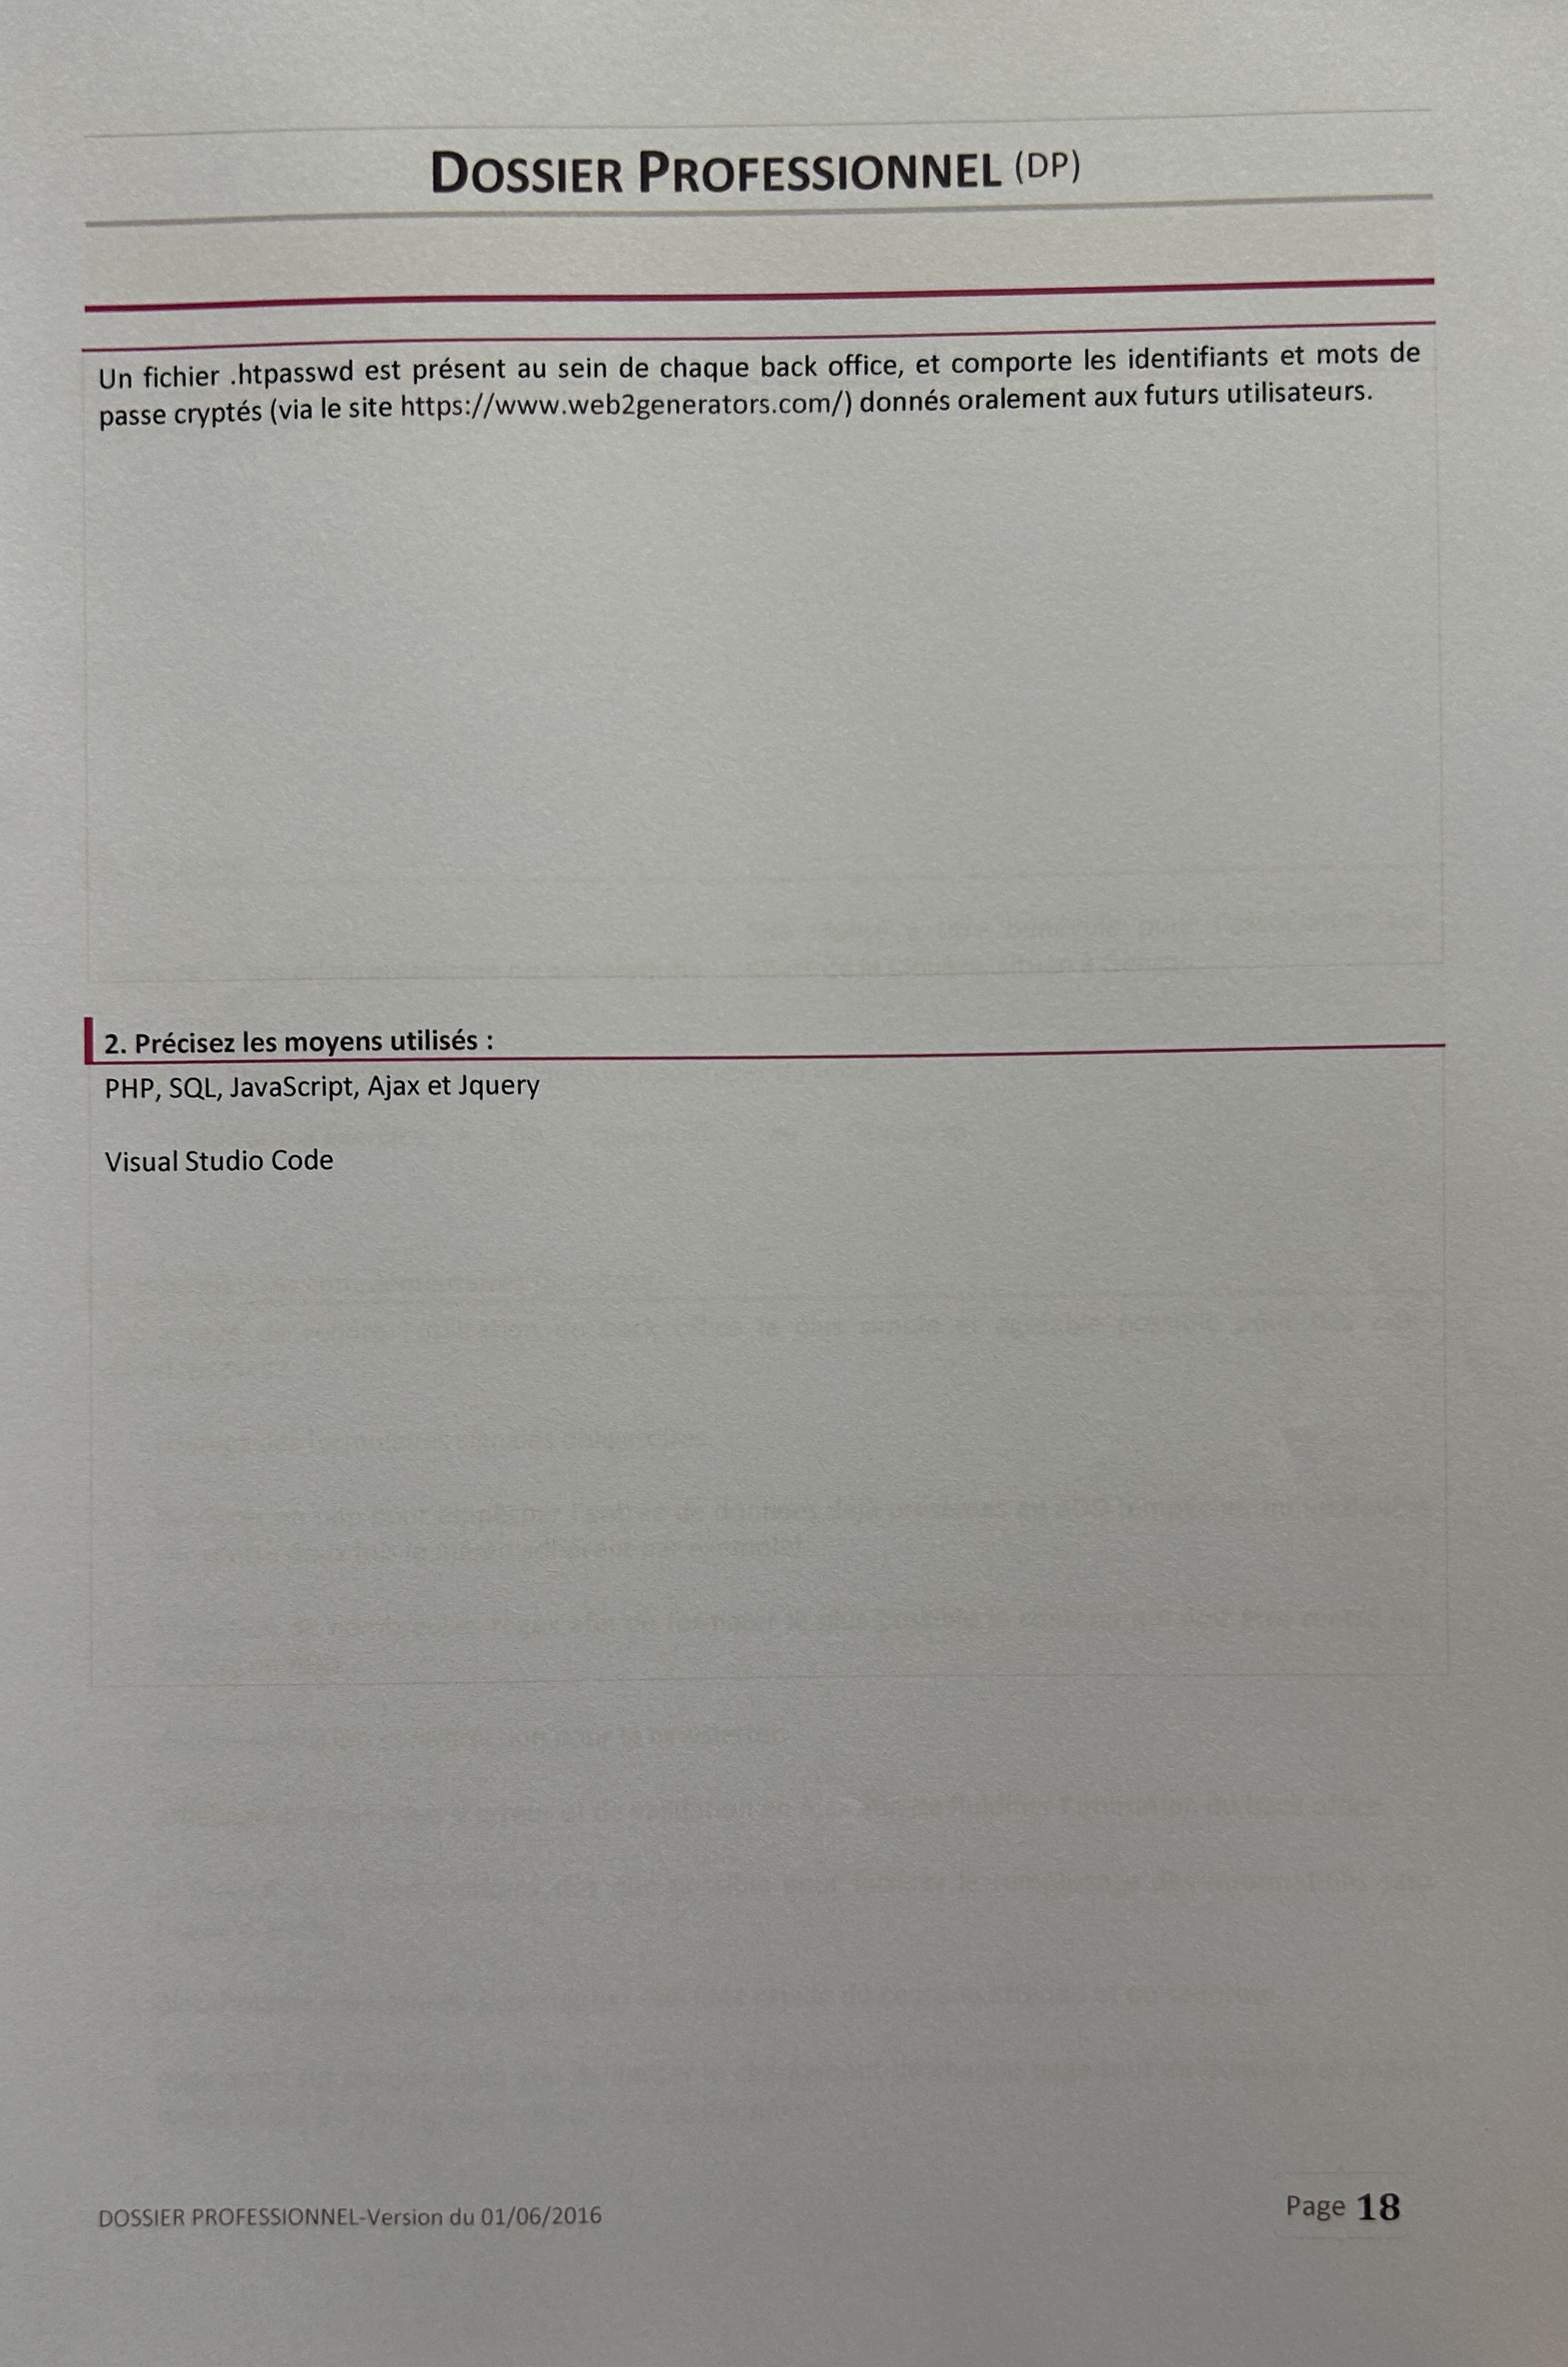 DOSSIER PROFESSIONNEL (DP)
Un fichier .htpasswd est présent au sein de chaque back office, et comporte les identifiants et mots de
passe cryptés (via le site https://www.web2generators.com/) donnés oralement aux futurs utilisateurs.
2. Précisez les moyens utilisés :
PHP, SQL, JavaScript, Ajax et Jquery
Visual Studio Code
DOSSIER PROFESSIONNEL-Version du 01/06/2016
Page 18